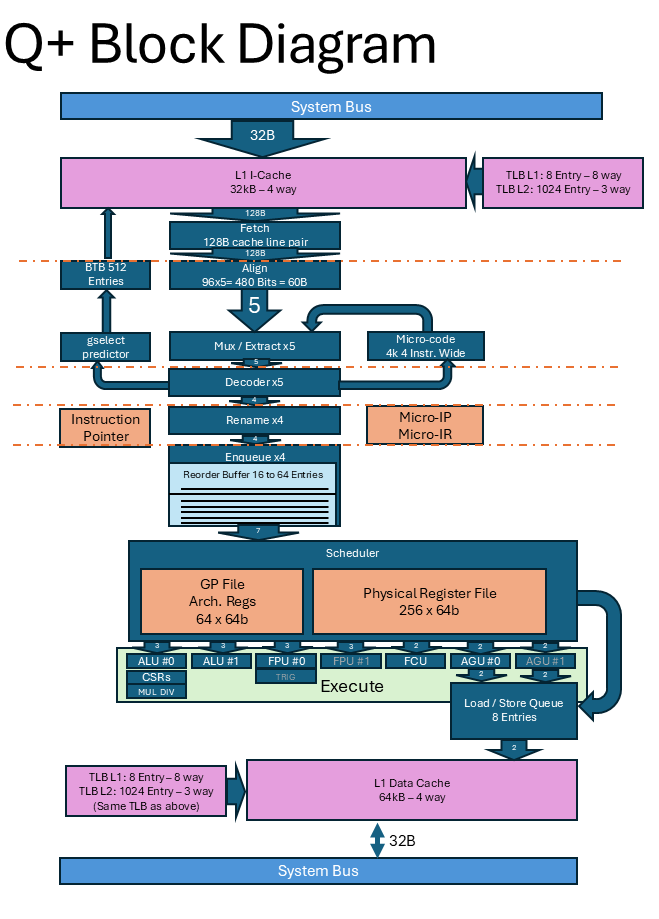 Q+ Block Diagram
System Bus
32B
L1 I-Cache
32kB – 4 way
TLB L1: 8 Entry – 8 way
TLB L2: 1024 Entry – 3 way
128B
Fetch
128B cache line pair
128B
BTB 512
Entries
Align
96x5= 480 Bits = 60B
5
gselect
predictor
Mux / Extract x5
Micro-code
4k 4 Instr. Wide
5
Decoder x5
4
Instruction
Pointer
Rename x4
Micro-IP
Micro-IR
4
Enqueue x4
Reorder Buffer 16 to 64 Entries
7
Scheduler
GP File
Arch. Regs
64 x 64b
Physical Register File
256 x 64b
3 3 3 3 2 2 2
ALU #0 ALU #1 FPU #0 FPU #1 FCU AGU #0 AGU #1
CSRs TRIG 2 2
MUL DIV
Execute
Load / Store Queue
8 Entries
2
TLB L1: 8 Entry – 8 way
TLB L2: 1024 Entry – 3 way
(Same TLB as above)
L1 Data Cache
64kB – 4 way
32B
System Bus